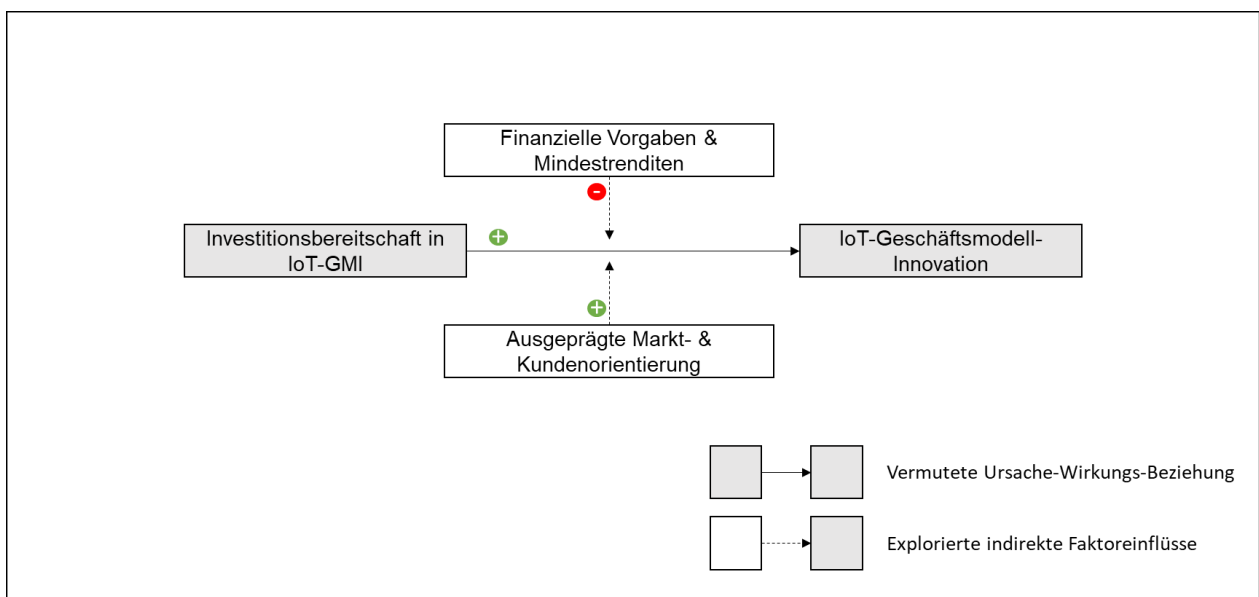 Finanzielle Vorgaben &
Mindestrenditen
-
Investitionsbereitschaft in
IoT-GMI
+
IoT-Geschäftsmodell-
Innovation
+
Ausgeprägte Markt- &
Kundenorientierung
Vermutete Ursache-Wirkungs-Beziehung
Explorierte indirekte Faktoreinflüsse